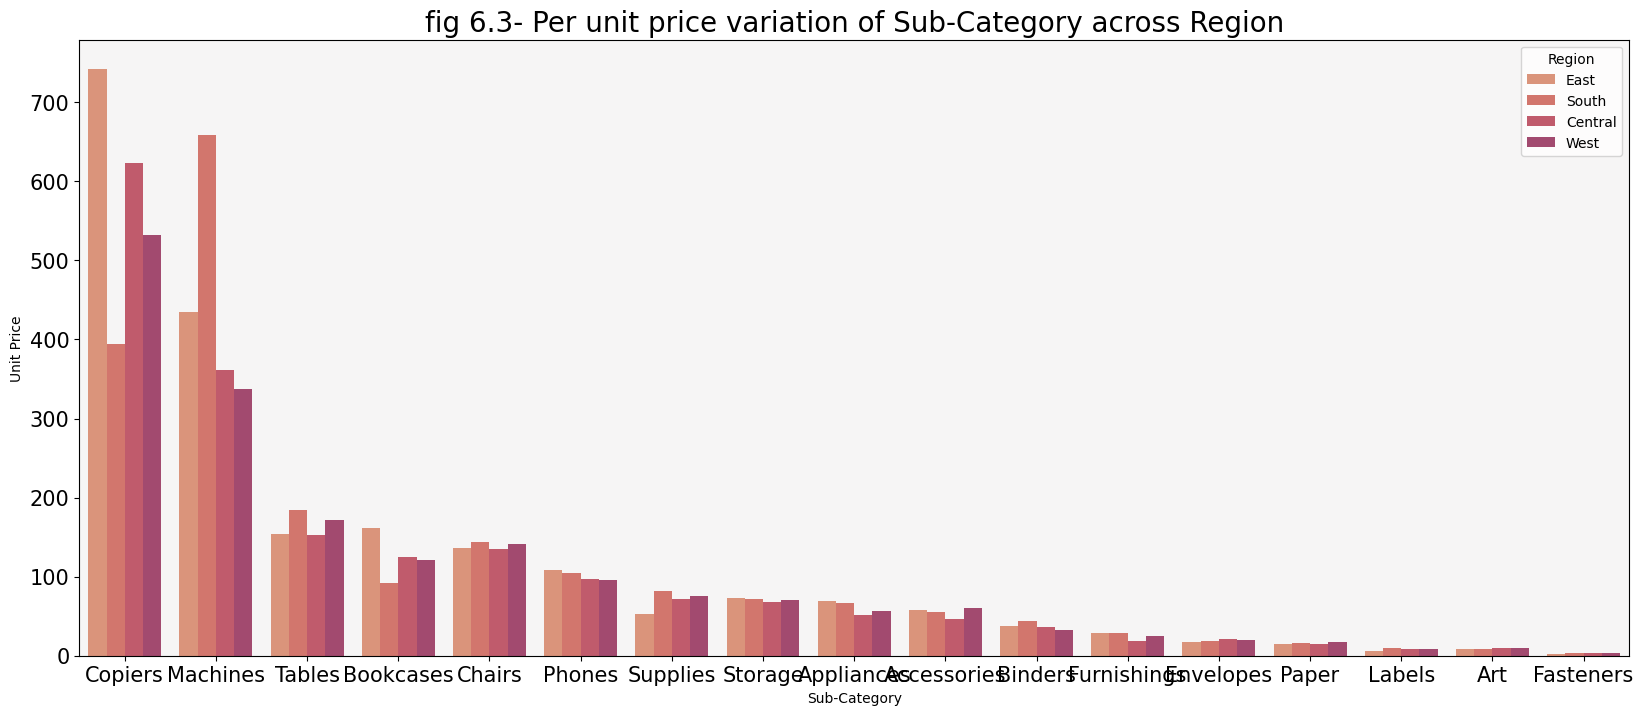 fig 6.3- Per unit price variation of Sub-Category across Region
Region
East
South
Central
West
700
600
500
400
300
200
100
0
Unit Price
Copiers Machines Tables Bookcases Chairs Phones Supplies Storage Appliances Accessories Binders Furnishings Envelopes Paper Labels Art Fasteners
Sub-Category